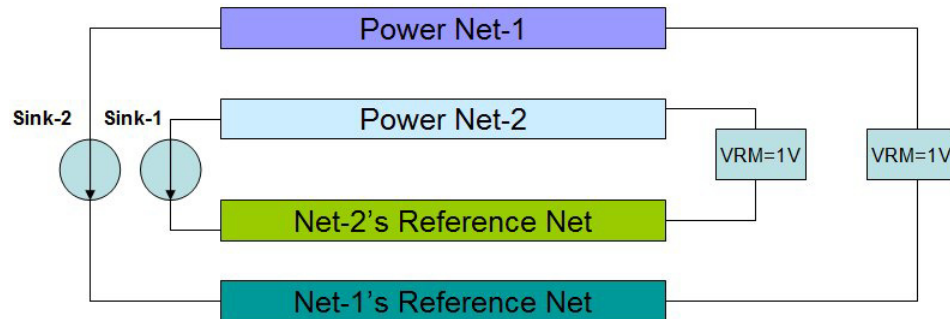 Power Net-1
Sink-2 Sink-1
Power Net-2
VRM=1V VRM=1V
Net-2's Reference Net
Net-1's Reference Net